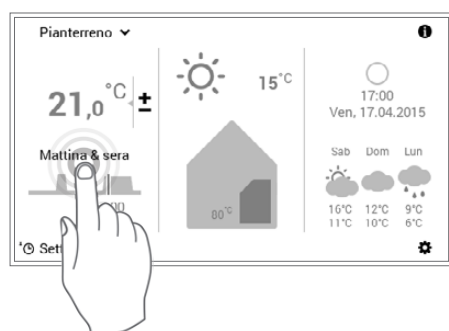 Pianterreno
21,0 °C ±
15°C
17:00
Ven, 17.04.2015
Mattina & sera
00°C
Sab Dom Lun
16°C 12°C 9°C
11°C 10°C 6°C